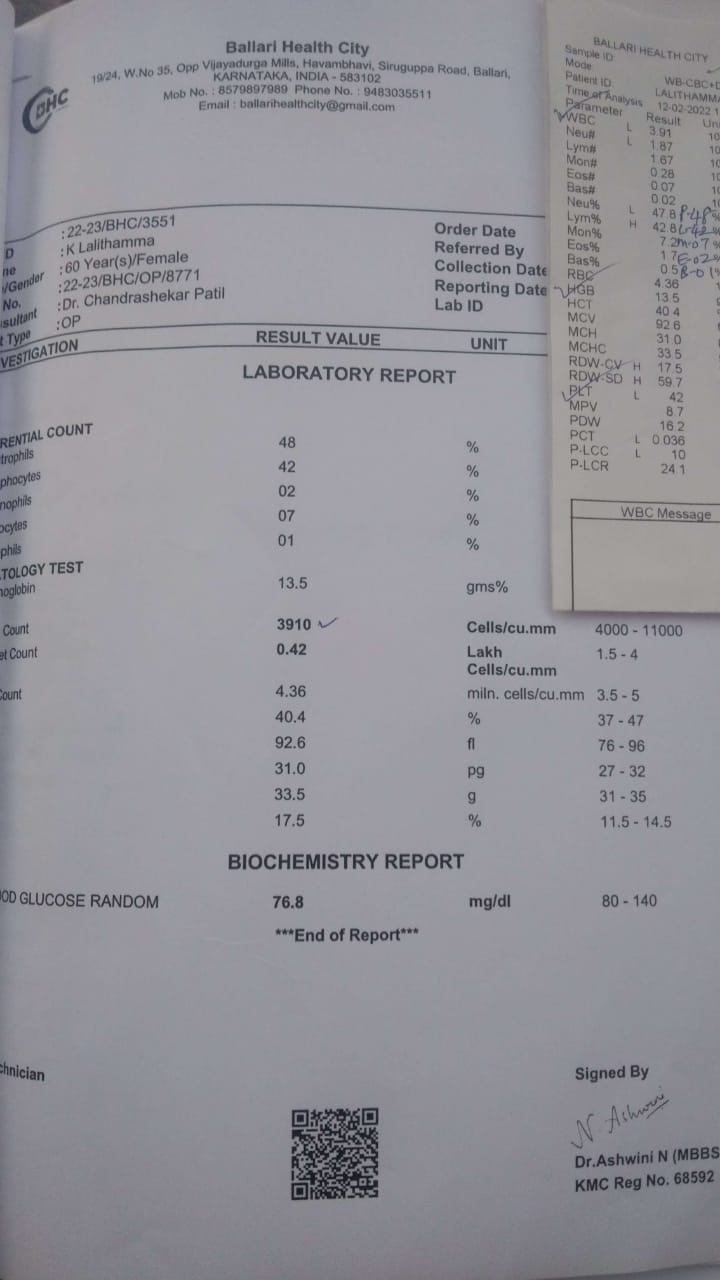 BHC
Ballari Health City
19/24, W.No 35, Opp Vijayadurga Mills, Havambhavi, Siruguppa Road, Ballari,
KARNATAKA, INDIA - 583102
Mob No. : 8579897989 Phone No. : 9483035511
Email : ballarihealthcity@gmail.com
D :22-23/BHC/3551
me :K Lalithamma
/Gender :60 Year(s)/Female
No. :22-23/BHC/OP/8771
sultant :Dr. Chandrashekar Patil
t Type :OP
Order Date
Referred By
Collection Date
Reporting Date
Lab ID
VESTIGATION RESULT VALUE UNIT
LABORATORY REPORT
RENTIAL COUNT
trophils 48 %
phocytes 42 %
nophils 02 %
ocytes 07 %
phils 01 %
TOLOGY TEST
oglobin 13.5 gms%
Count 3910 Cells/cu.mm 4000 - 11000
et Count 0.42 Lakh 1.5 - 4
Cells/cu.mm
ount 4.36 miln. cells/cu.mm 3.5 - 5
40.4 % 37 - 47
92.6 fl 76 - 96
31.0 pg 27 - 32
33.5 g 31 - 35
17.5 % 11.5 - 14.5
BIOCHEMISTRY REPORT
OD GLUCOSE RANDOM 76.8 mg/dl 80 - 140
***End of Report***
chnician
Signed By
N. Ashwini
Dr.Ashwini N (MBBS
KMC Reg No. 68592
BALLARI HEALTH CITY
Sample ID
Mode WB-CBC+D
Patient ID LALITHAMMA
Time of Analysis 12-02-2022 1
Parameter Result Un
WBC L 3.91 10
Neu# L 1.87 10
Lym# 1.67 10
Mon# 0.28 10
Eos# 0.07 10
Bas# 0.02 10
Neu% L 47.8 P-48 %
Lym% H 42.8 L-42 %
Mon% 7.2 m-07 %
Eos% 1.7 E-02 %
Bas% 0.5 B-01 %
RBC 4.36
HGB 13.5
HCT 40.4
MCV 92.6
MCH 31.0
MCHC 33.5
RDW-CV H 17.5
RDW-SD H 59.7
PLT L 42
MPV 8.7
PDW 16.2
PCT L 0.036
P-LCC L 10
P-LCR 24.1
WBC Message